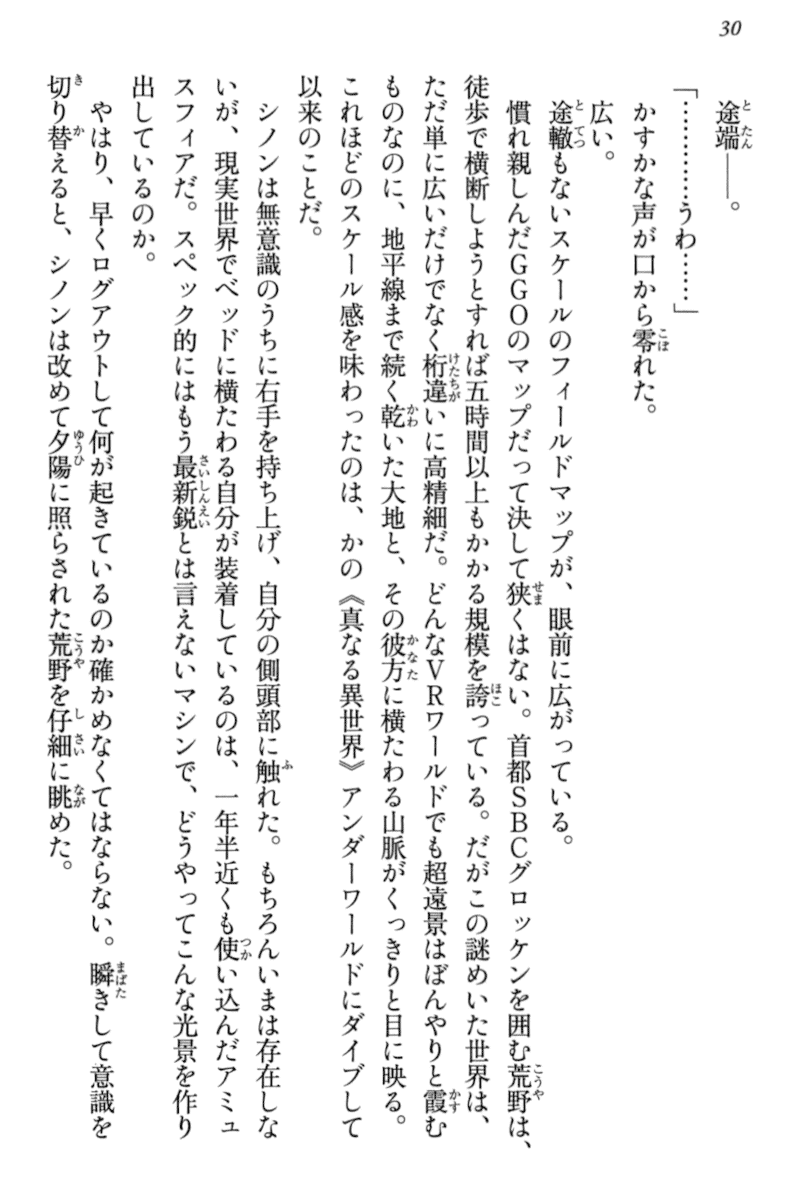 30
途端――。
「…………うわ……」
かすかな声が口から零れた。
広い。
途轍もないスケールのフィールドマップが、眼前に広がっている。
慣れ親しんだGGOのマップだって決して狭くはない。首都SBCグロッケンを囲む荒野は、
徒歩で横断しようとすれば五時間以上もかかる規模を誇っている。だがこの謎めいた世界は、
ただ単に広いだけでなく桁違いに高精細だ。どんなVRワールドでも超遠景はぼんやりと霞む
ものなのに、地平線まで続く乾いた大地と、その彼方に横たわる山脈がくっきりと目に映る。
これほどのスケール感を味わったのは、かの《真なる異世界》アンダーワールドにダイブして
以来のことだ。
シノンは無意識のうちに右手を持ち上げ、自分の側頭部に触れた。もちろんいまは存在しな
いが、現実世界でベッドに横たわる自分が装着しているのは、一年半近くも使い込んだアミュ
スフィアだ。スペック的にはもう最新鋭とは言えないマシンで、どうやってこんな光景を作り
出しているのか。
やはり、早くログアウトして何が起きているのか確かめなくてはならない。瞬きして意識を
切り替えると、シノンは改めて夕陽に照らされた荒野を仔細に眺めた。